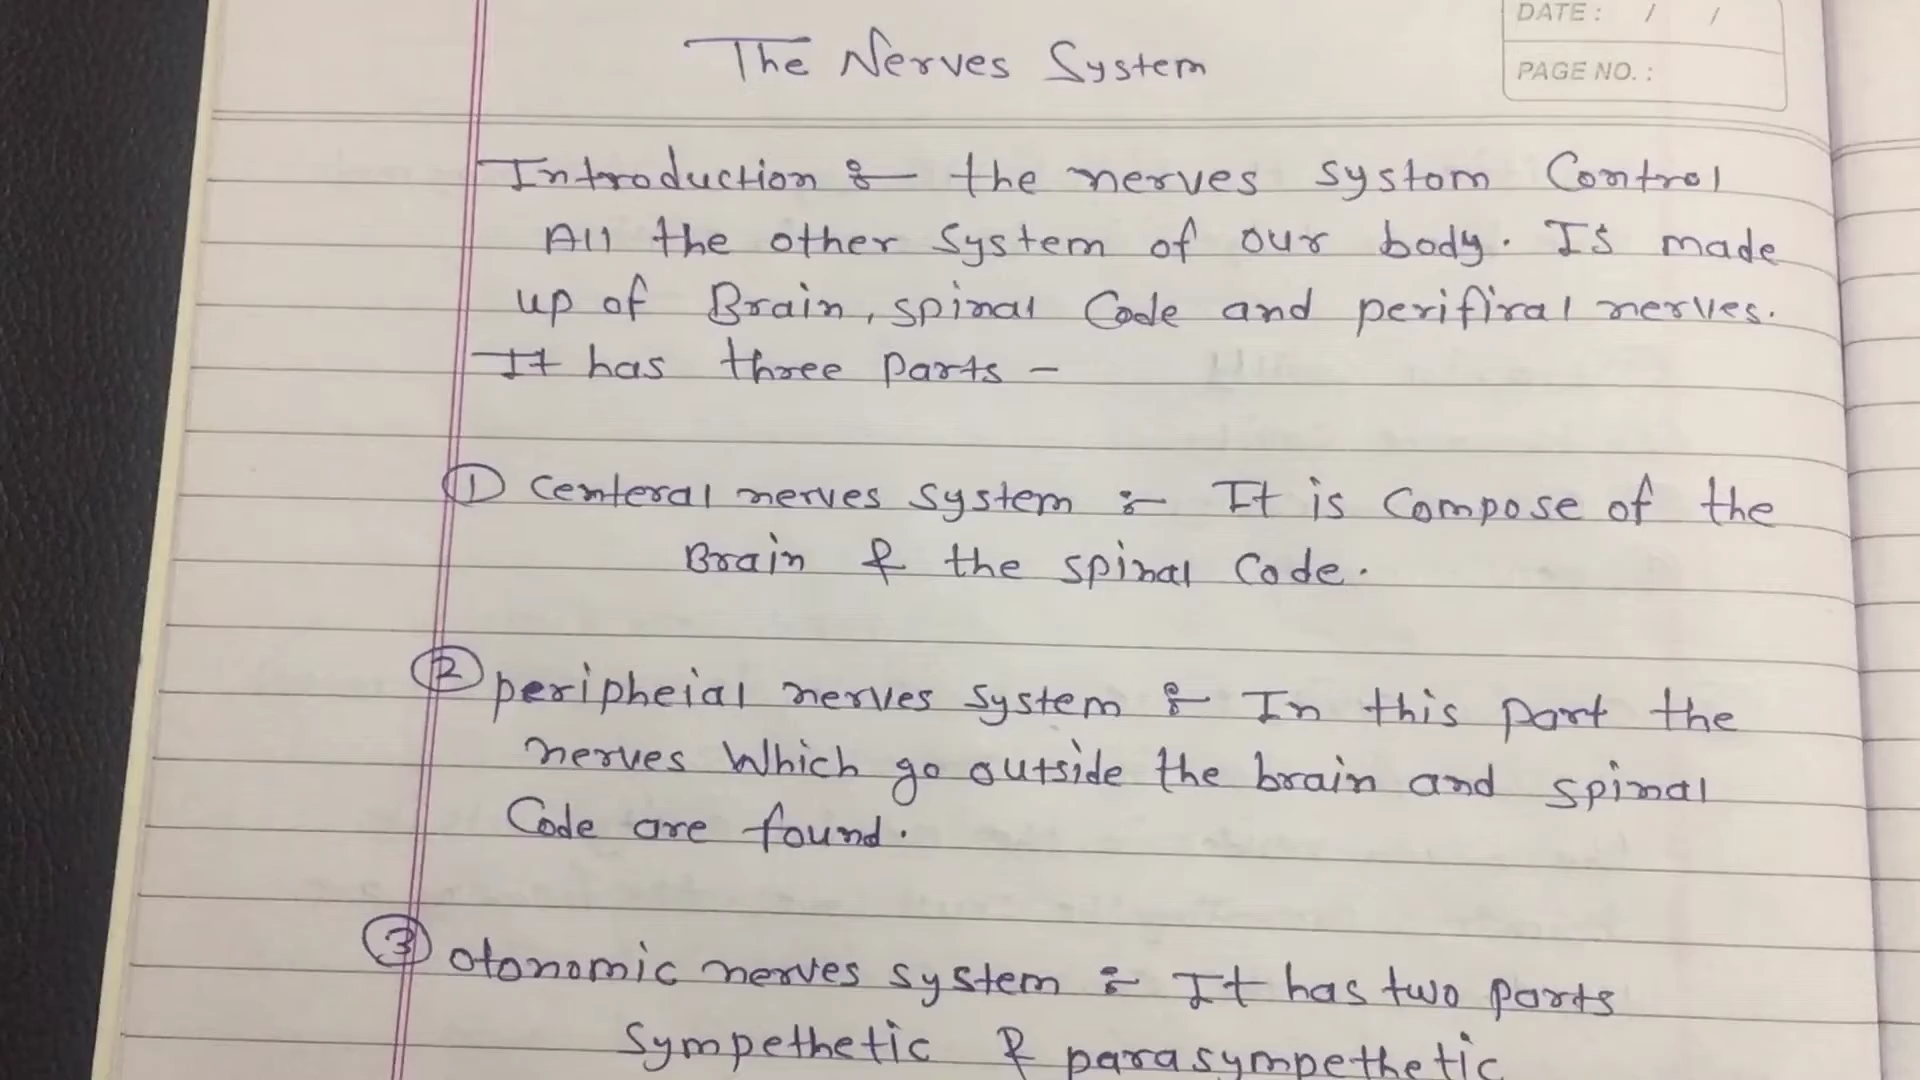 DATE: / /
PAGE NO.:
The Nerves System
Introduction :- the nerves systom Control
All the other System of our body. Is made
up of Brain, spinal Code and perifiral nerves.
It has three parts -
① Centeral nerves system :- It is Compose of the
Brain & the spinal Code.
② peripheial nerves system :- In this part the
nerves Which go outside the brain and spinal
Code are found.
③ otonomic nerves system :- It has two parts
Sympethetic & parasympethetic